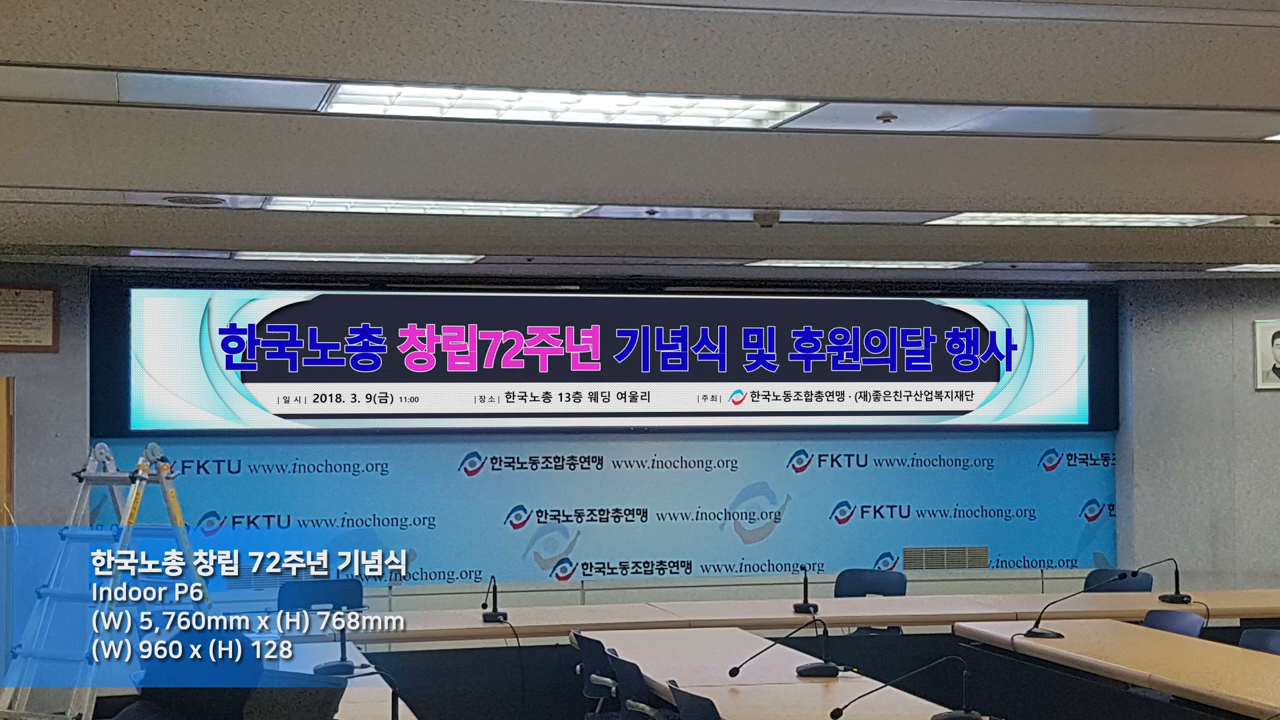 한국노총 창립72주년 기념식 및 후원의달 행사
| 일 시 | 2018. 3. 9(금) 11:00 | 장소 | 한국노총 13층 웨딩 여울리 | 주최 | 한국노동조합총연맹 · (재)좋은친구산업복지재단
FKTU www.inochong.org 한국노동조합총연맹 www.inochong.org FKTU www.inochong.org 한국노동조
FKTU www.inochong.org 한국노동조합총연맹 www.inochong.org FKTU www.inochong.org 한
한국노동조합총연맹 www.inochong.org
한국노총 창립 72주년 기념식
Indoor P6
(W) 5,760mm x (H) 768mm
(W) 960 x (H) 128